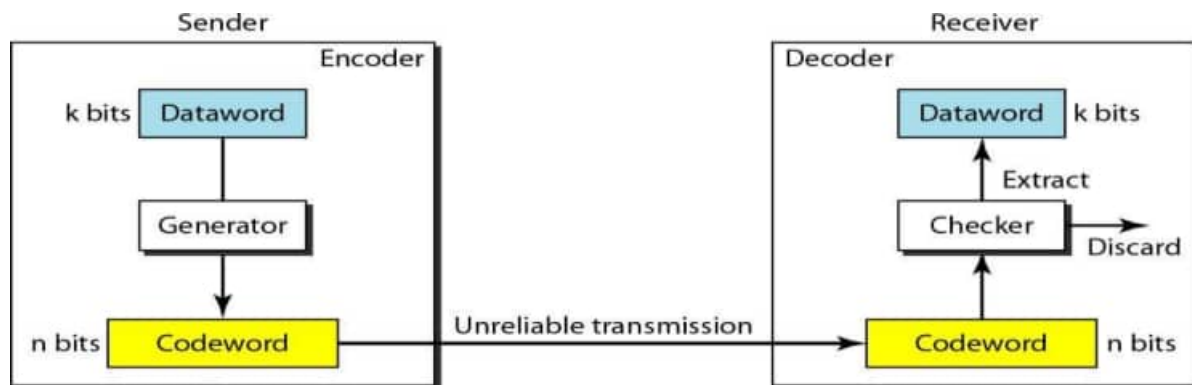 Sender
Receiver
Encoder
Decoder
k bits
Dataword
Dataword
k bits
Extract
Generator
Checker
Discard
Unreliable transmission
n bits
Codeword
Codeword
n bits